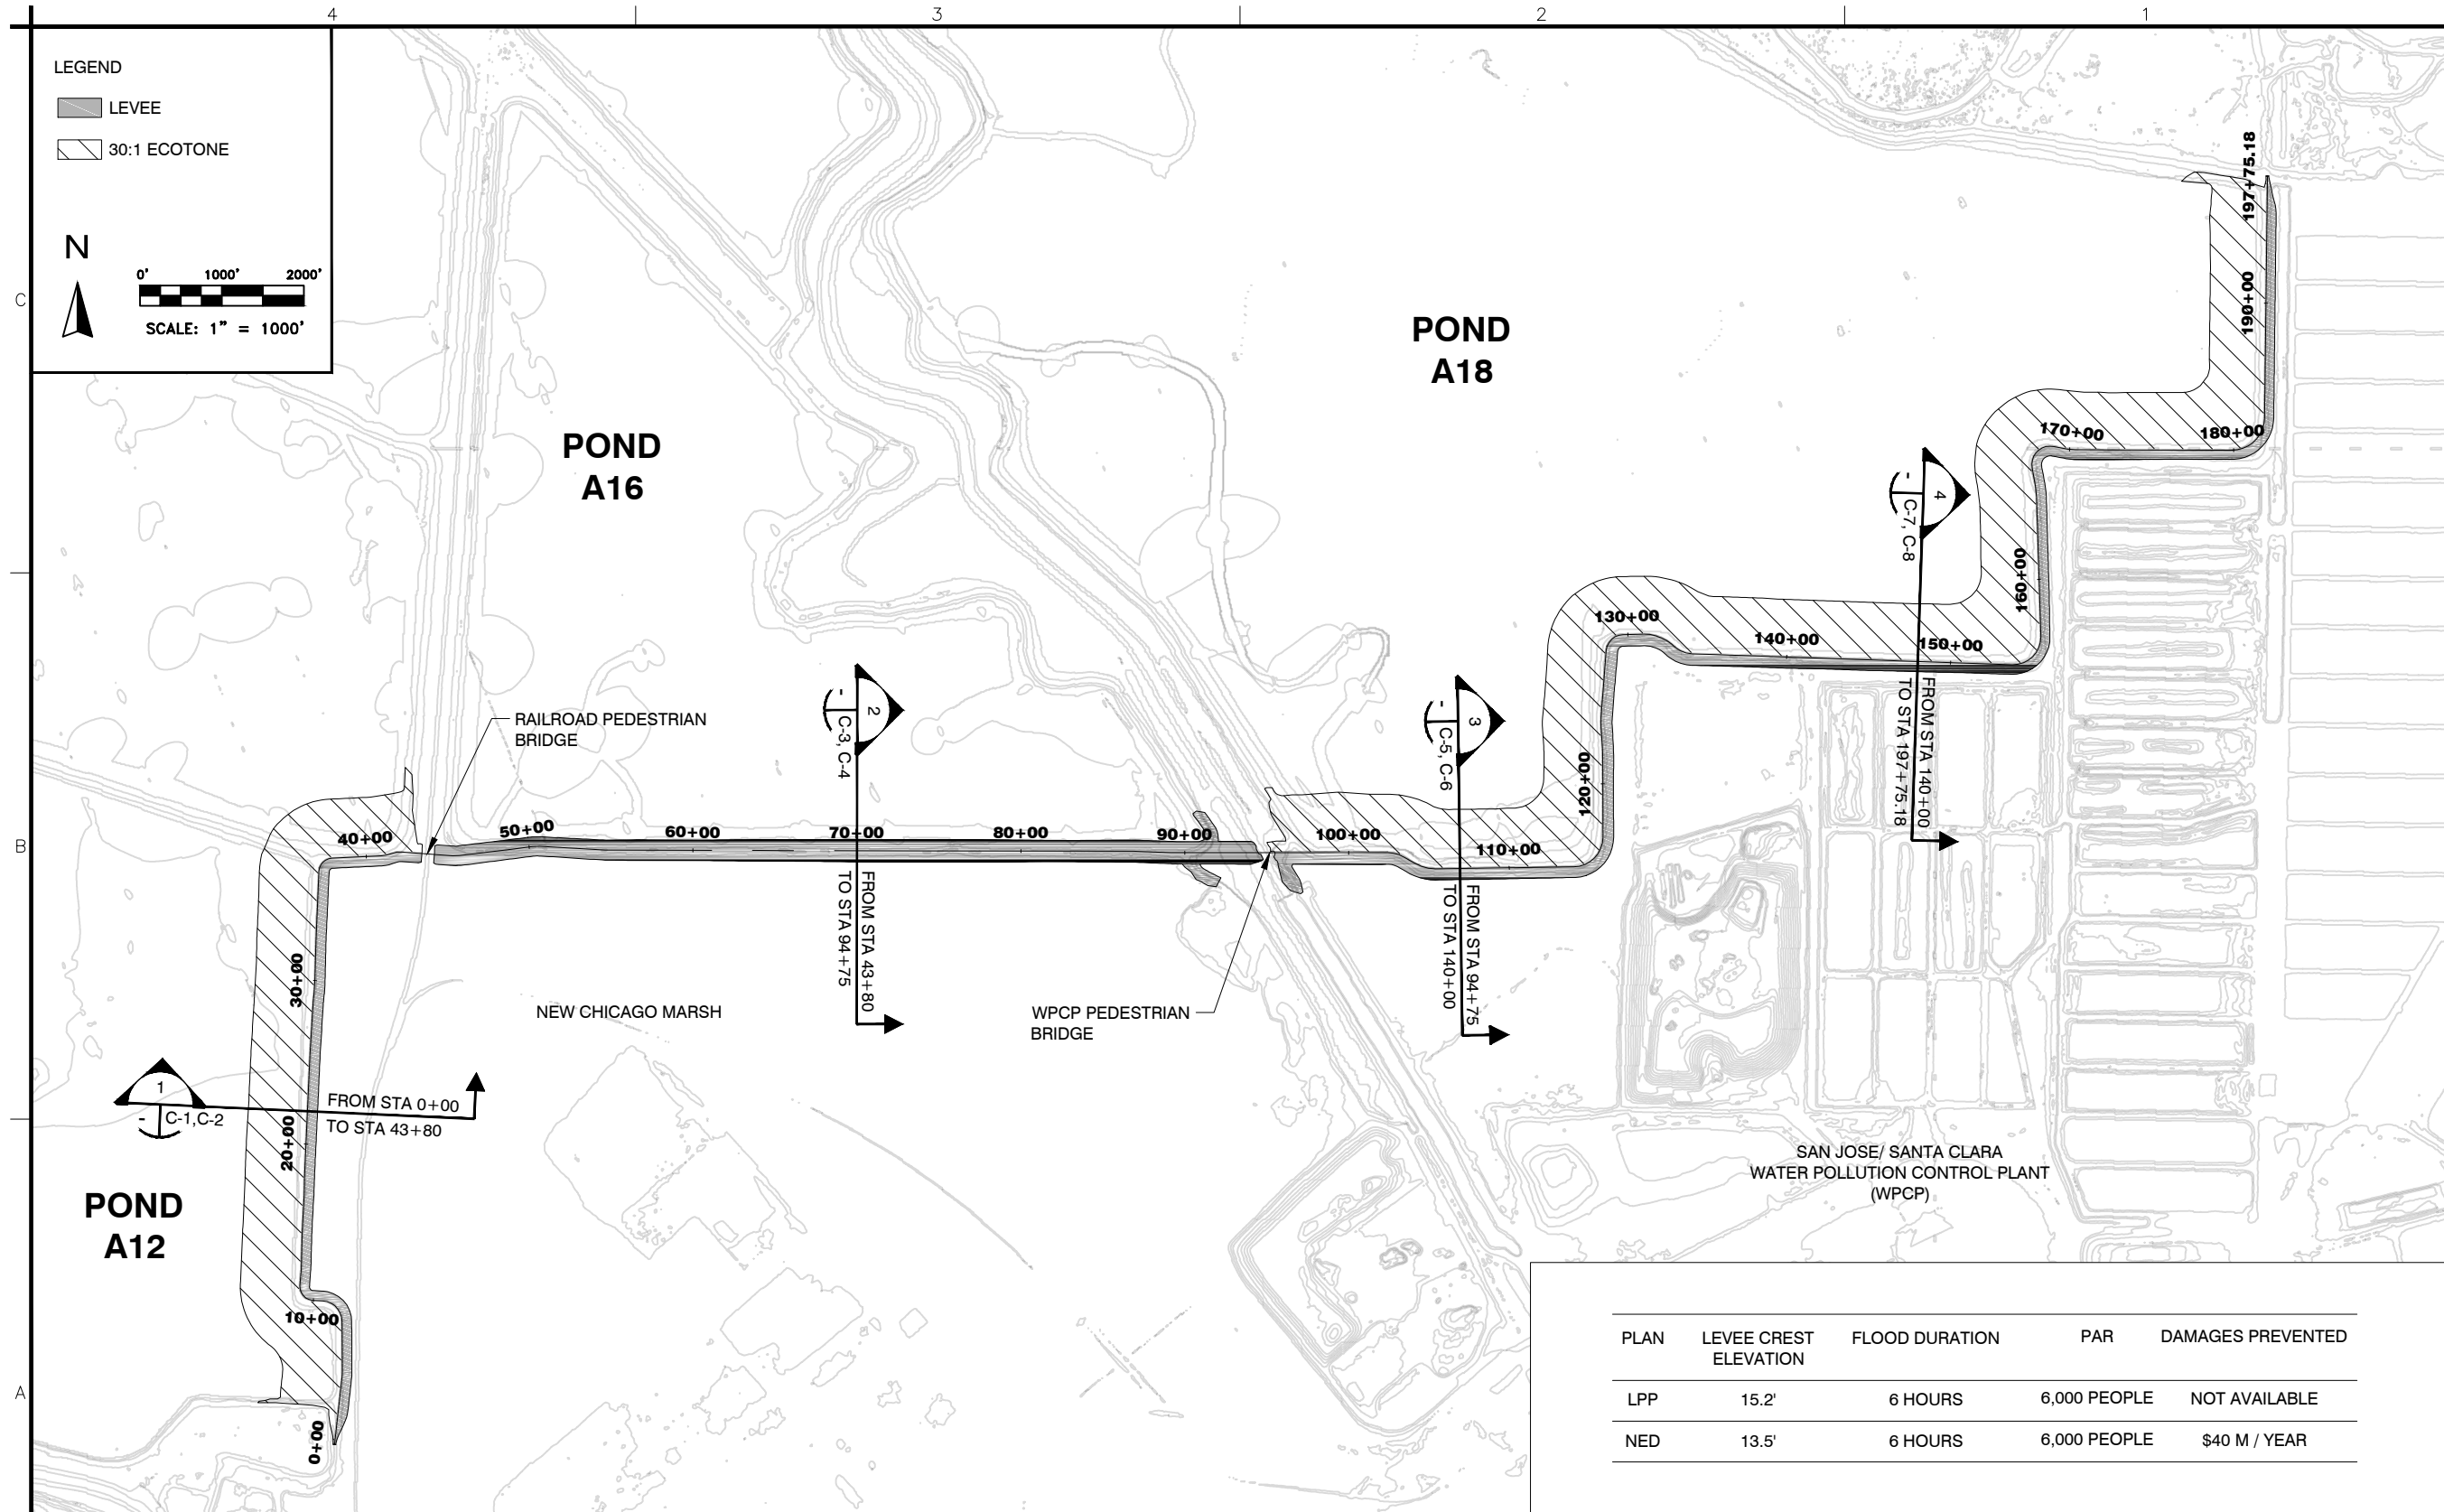 4 3 2 1
LEGEND
LEVEE
30:1 ECOTONE
N
0' 1000' 2000'
SCALE: 1" = 1000'
C
B
A
POND
A18
POND
A16
POND
A12
197+75.18
190+00
180+00
170+00
160+00
150+00
140+00
130+00
120+00
110+00
100+00
90+00
80+00
70+00
60+00
50+00
40+00
30+00
20+00
10+00
0+00
4
-
C-7, C-8
FROM STA 140+00
TO STA 197+75.18
3
-
C-5, C-6
FROM STA 94+75
TO STA 140+00
2
-
C-3, C-4
FROM STA 43+80
TO STA 94+75
1
-
C-1,C-2
FROM STA 0+00
TO STA 43+80
RAILROAD PEDESTRIAN
BRIDGE
NEW CHICAGO MARSH
WPCP PEDESTRIAN
BRIDGE
SAN JOSE/ SANTA CLARA
WATER POLLUTION CONTROL PLANT
(WPCP)
PLAN LEVEE CREST FLOOD DURATION PAR DAMAGES PREVENTED
ELEVATION
LPP 15.2' 6 HOURS 6,000 PEOPLE NOT AVAILABLE
NED 13.5' 6 HOURS 6,000 PEOPLE $40 M / YEAR